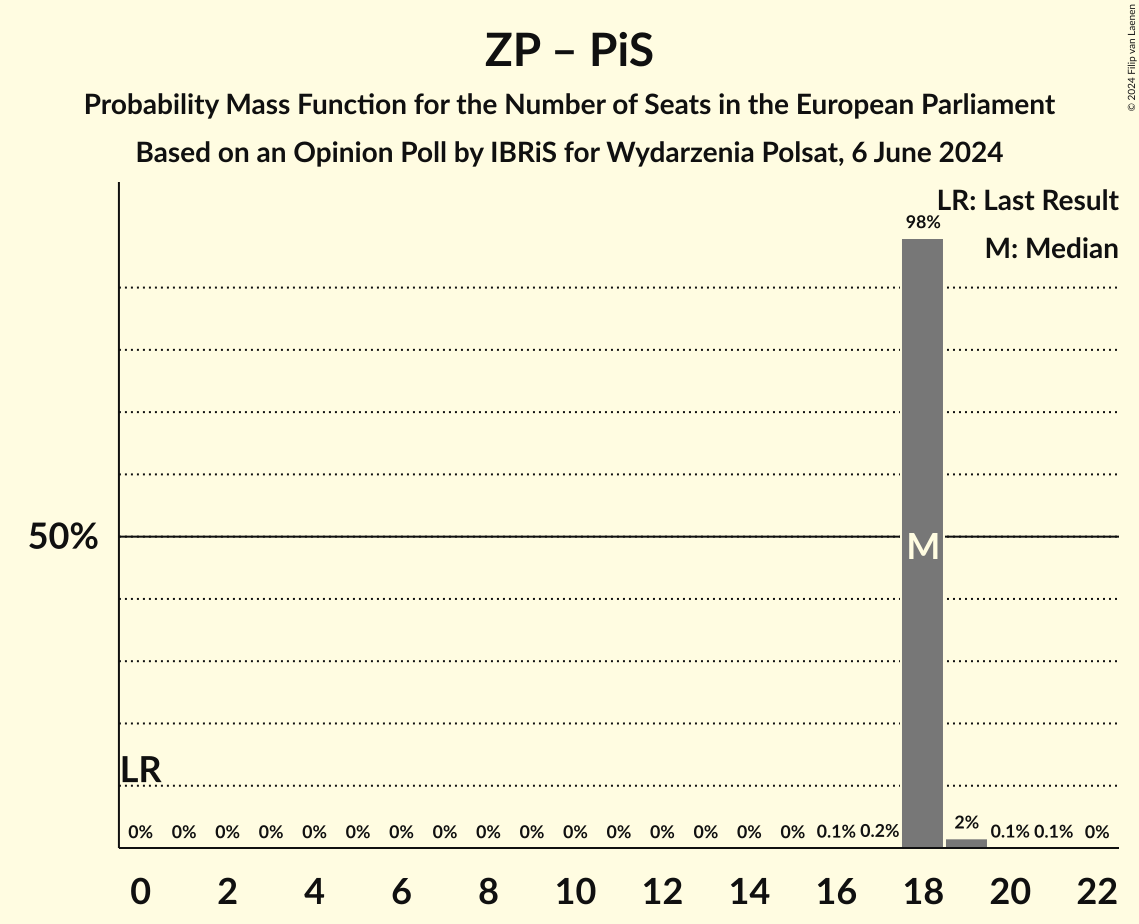 ZP – PiS
Probability Mass Function for the Number of Seats in the European Parliament
Based on an Opinion Poll by IBRiS for Wydarzenia Polsat, 6 June 2024
© 2024 Filip van Laenen
LR: Last Result
98%
M: Median
50%
M
LR
0% 0% 0% 0% 0% 0% 0% 0% 0% 0% 0% 0% 0% 0% 0% 0% 0.1% 0.2% 2% 0.1% 0.1% 0%
0 2 4 6 8 10 12 14 16 18 20 22